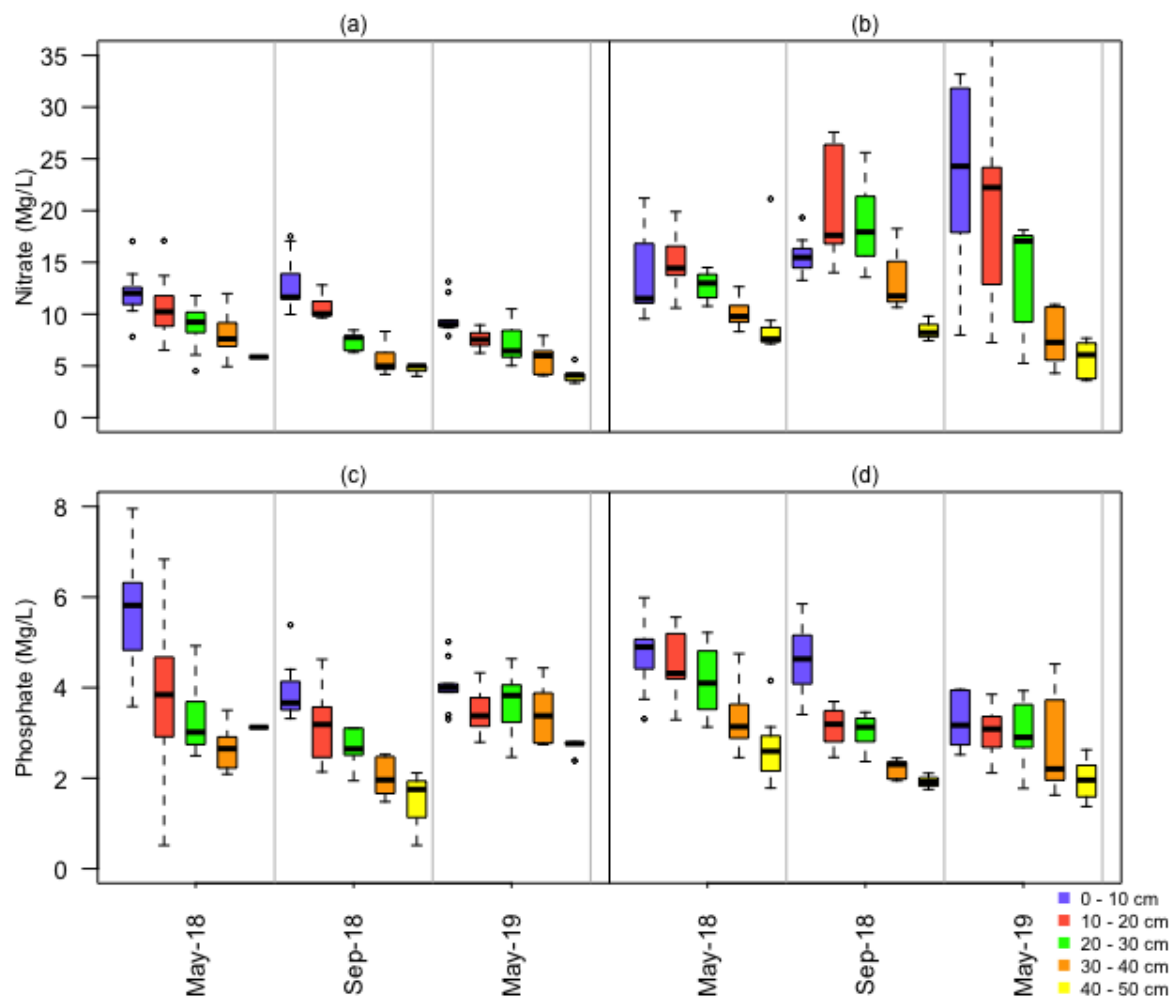 (a) (b)
35
30
25
20
15
10
5
0
Nitrate (Mg/L)
(c) (d)
8
6
4
2
0
Phosphate (Mg/L)
May-18 Sep-18 May-19 May-18 Sep-18 May-19
0 - 10 cm
10 - 20 cm
20 - 30 cm
30 - 40 cm
40 - 50 cm